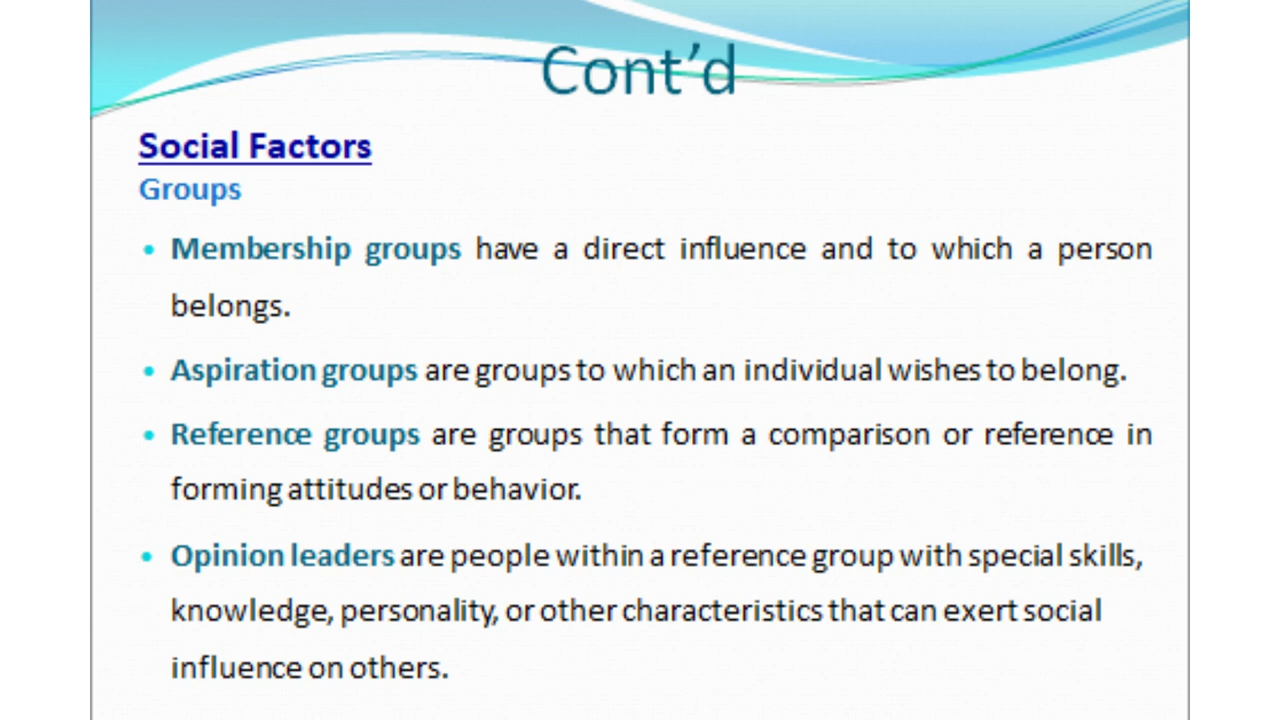 Cont’d
Social Factors
Groups
• Membership groups have a direct influence and to which a person
belongs.
• Aspiration groups are groups to which an individual wishes to belong.
• Reference groups are groups that form a comparison or reference in
forming attitudes or behavior.
• Opinion leaders are people within a reference group with special skills,
knowledge, personality, or other characteristics that can exert social
influence on others.